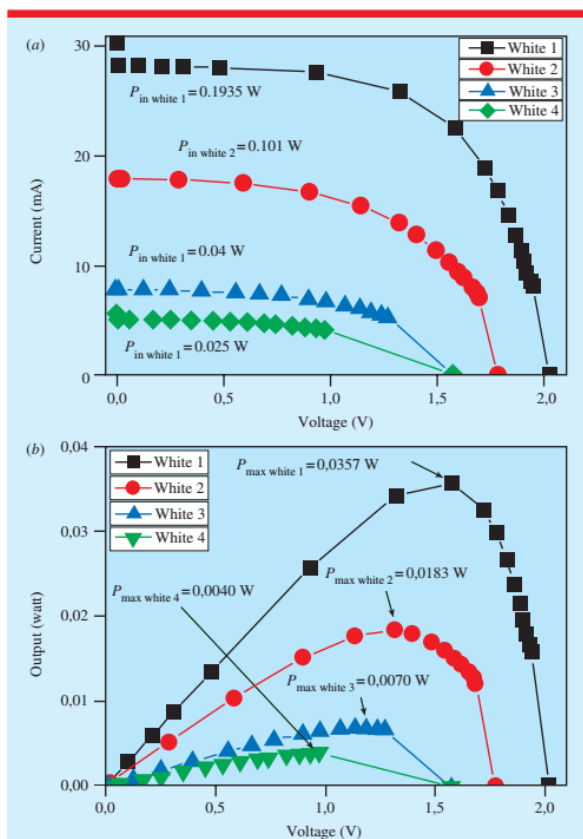 (a)
White 1
White 2
White 3
White 4
P in white 1 = 0.1935 W
P in white 2 = 0.101 W
P in white 1 = 0.04 W
P in white 1 = 0.025 W
30
20
10
0
Current (mA)
0,0 0,5 1,0 1,5 2,0
Voltage (V)
(b)
White 1
White 2
White 3
White 4
P max white 1 = 0,0357 W
P max white 2 = 0,0183 W
P max white 4 = 0,0040 W
P max white 3 = 0,0070 W
0,04
0,03
0,02
0,01
0,00
Output (watt)
0,0 0,5 1,0 1,5 2,0
Voltage (V)